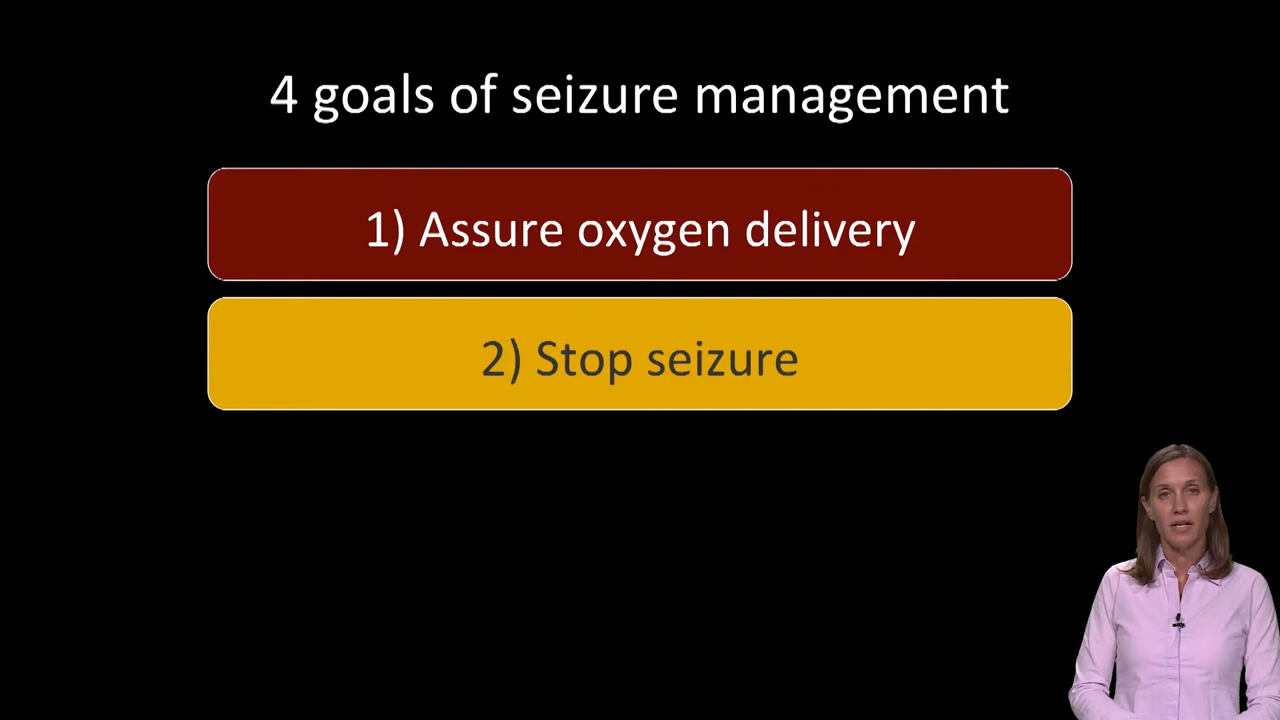 4 goals of seizure management
1) Assure oxygen delivery
2) Stop seizure